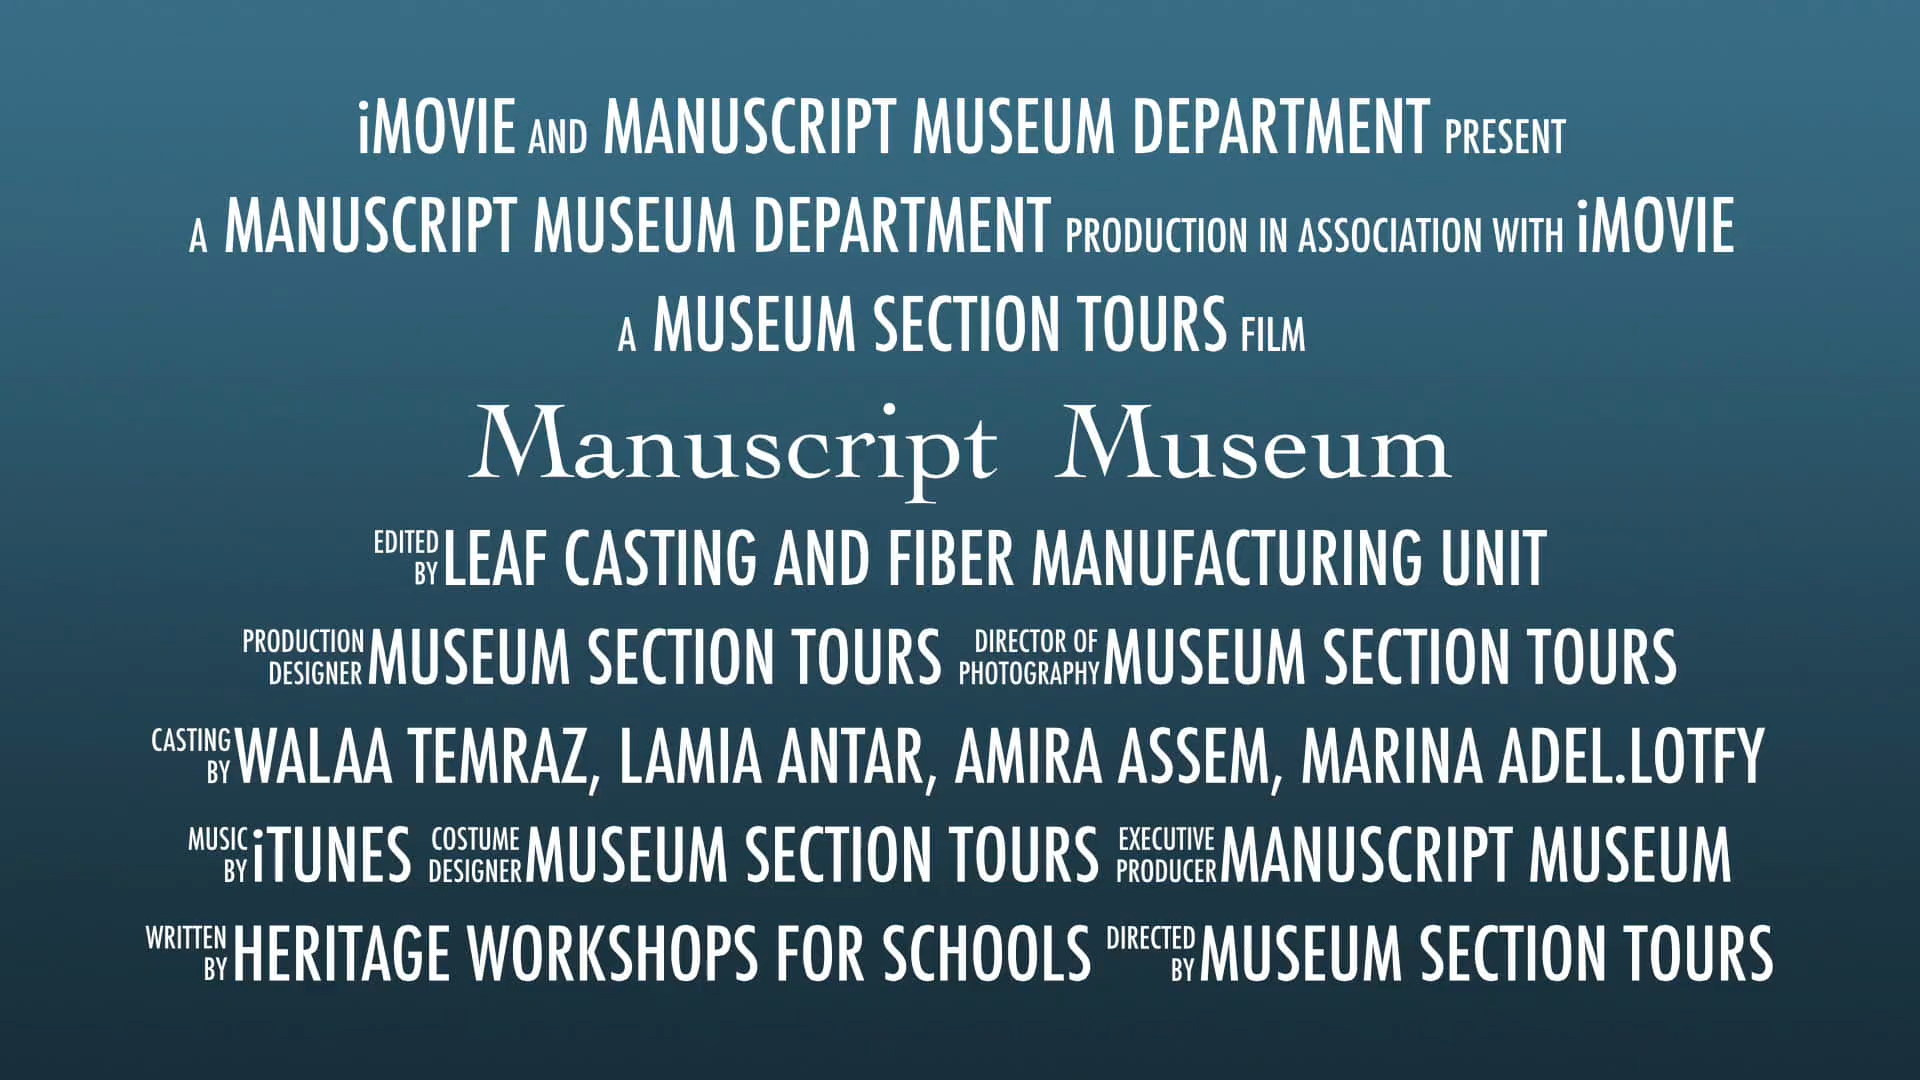 iMOVIE AND MANUSCRIPT MUSEUM DEPARTMENT PRESENT
A MANUSCRIPT MUSEUM DEPARTMENT PRODUCTION IN ASSOCIATION WITH iMOVIE
A MUSEUM SECTION TOURS FILM
Manuscript Museum
EDITED BY LEAF CASTING AND FIBER MANUFACTURING UNIT
PRODUCTION DESIGNER MUSEUM SECTION TOURS DIRECTOR OF PHOTOGRAPHY MUSEUM SECTION TOURS
CASTING BY WALAA TEMRAZ, LAMIA ANTAR, AMIRA ASSEM, MARINA ADEL.LOTFY
MUSIC BY iTUNES COSTUME DESIGNER MUSEUM SECTION TOURS EXECUTIVE PRODUCER MANUSCRIPT MUSEUM
WRITTEN BY HERITAGE WORKSHOPS FOR SCHOOLS DIRECTED BY MUSEUM SECTION TOURS